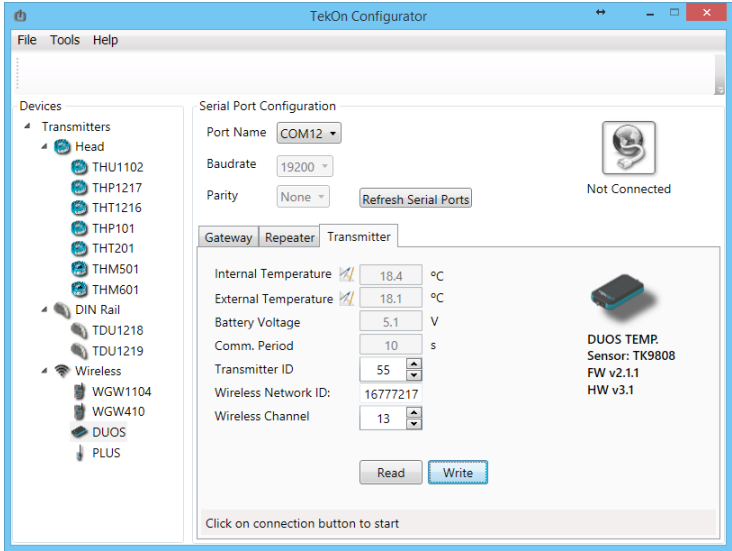 TekOn Configurator
File Tools Help
Devices
Transmitters
Head
THU1102
THP1217
THT1216
THP101
THT201
THM501
THM601
DIN Rail
TDU1218
TDU1219
Wireless
WGW1104
WGW410
DUOS
PLUS
Serial Port Configuration
Port Name COM12
Baudrate 19200
Parity None Refresh Serial Ports
Not Connected
Gateway Repeater Transmitter
Internal Temperature 18.4 ºC
External Temperature 18.1 ºC
Battery Voltage 5.1 V
Comm. Period 10 s
Transmitter ID 55
Wireless Network ID: 16777217
Wireless Channel 13
DUOS TEMP.
Sensor: TK9808
FW v2.1.1
HW v3.1
Read Write
Click on connection button to start